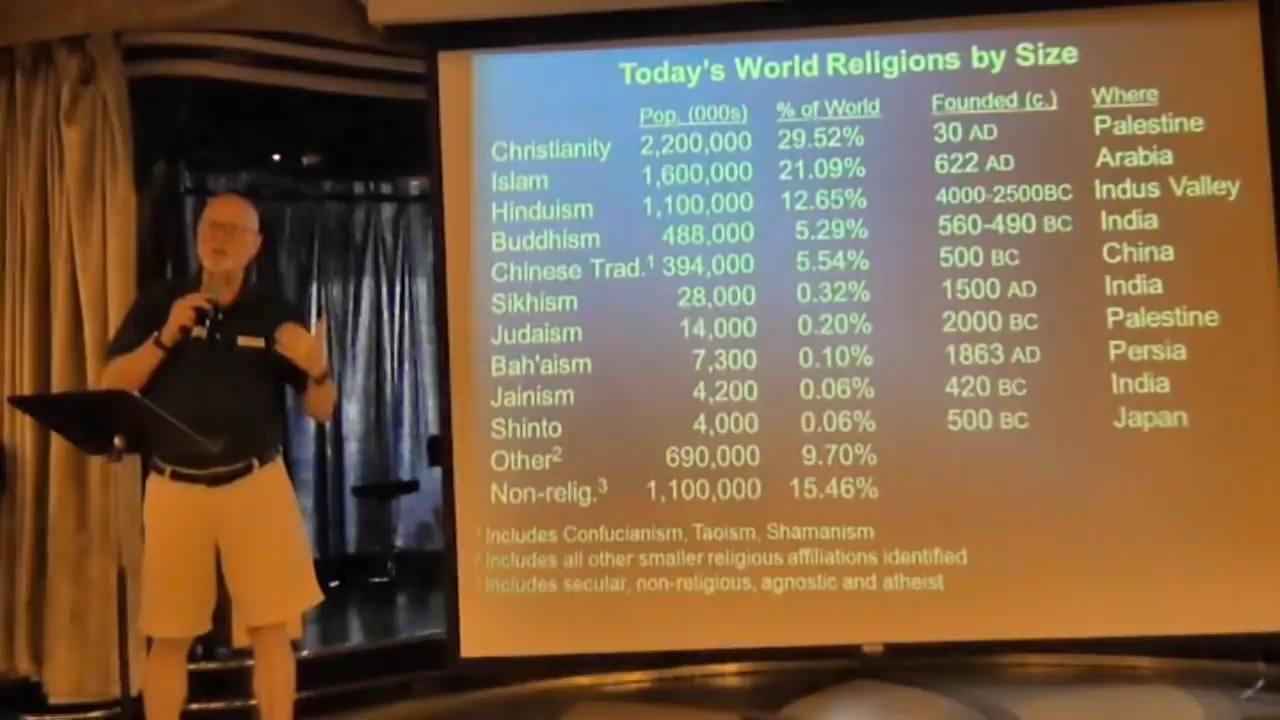 Today's World Religions by Size
Pop. (000s) % of World Founded (c.) Where
Christianity 2,200,000 29.52% 30 AD Palestine
Islam 1,600,000 21.09% 622 AD Arabia
Hinduism 1,100,000 12.65% 4000-2500BC Indus Valley
Buddhism 488,000 5.29% 560-490 BC India
Chinese Trad.¹ 394,000 5.54% 500 BC China
Sikhism 28,000 0.32% 1500 AD India
Judaism 14,000 0.20% 2000 BC Palestine
Bah'aism 7,300 0.10% 1863 AD Persia
Jainism 4,200 0.06% 420 BC India
Shinto 4,000 0.06% 500 BC Japan
Other² 690,000 9.70%
Non-relig.³ 1,100,000 15.46%
¹ Includes Confucianism, Taoism, Shamanism
² Includes all other smaller religious affiliations identified
³ Includes secular, non-religious, agnostic and atheist